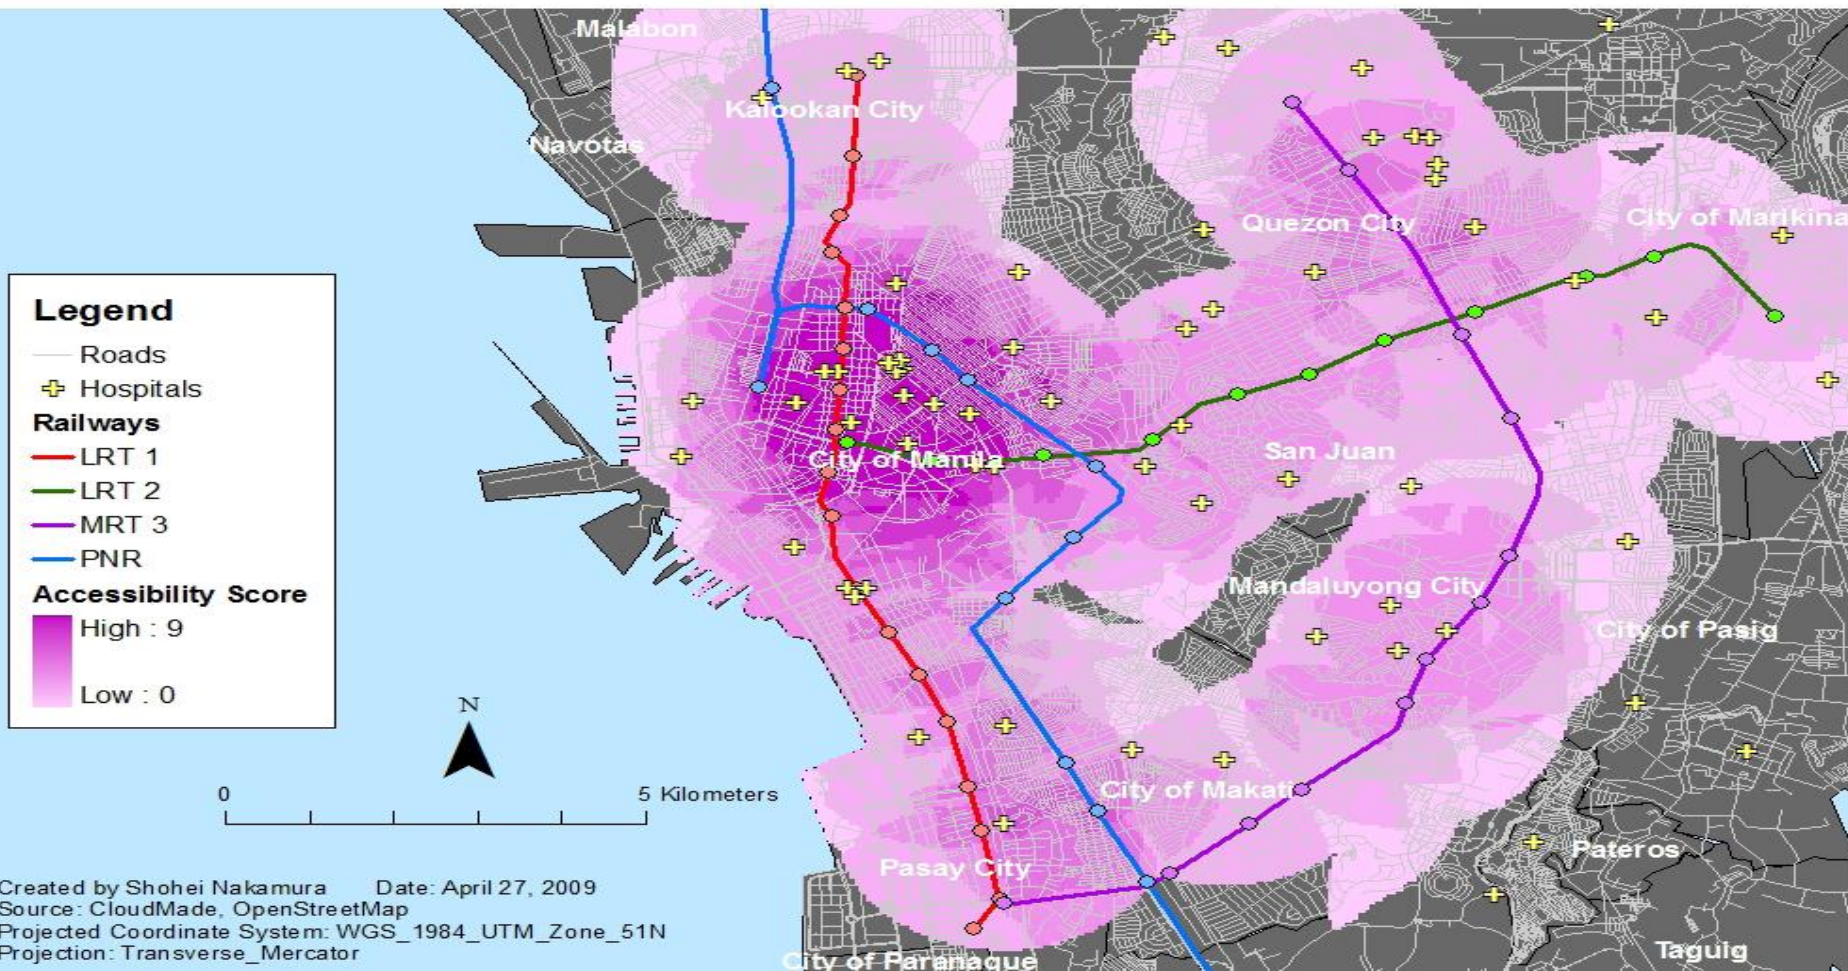 Malabon
Kalookan City
Navotas
Quezon City
City of Marikina
Legend
Roads
Hospitals
Railways
LRT 1
LRT 2
MRT 3
PNR
Accessibility Score
High : 9
Low : 0
City of Manila
San Juan
Mandaluyong City
City of Pasig
N
0 5 Kilometers
City of Makati
Pasay City
Pateros
Created by Shohei Nakamura Date: April 27, 2009
Source: CloudMade, OpenStreetMap
Projected Coordinate System: WGS_1984_UTM_Zone_51N
Projection: Transverse_Mercator
City of Paranaque
Taguig